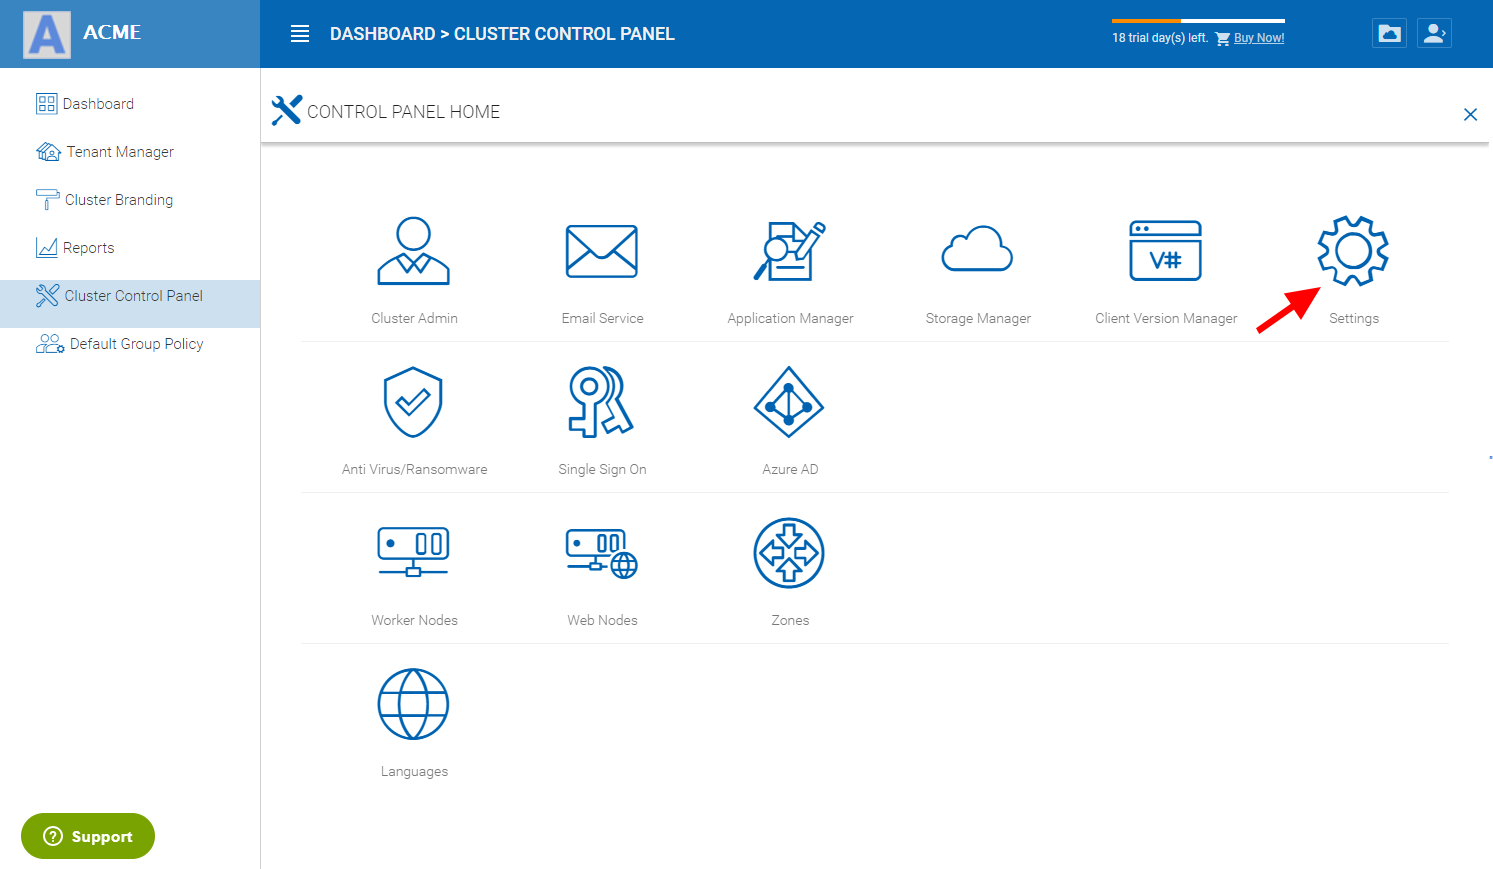 A ACME
DASHBOARD > CLUSTER CONTROL PANEL
18 trial day(s) left. Buy Now!
Dashboard
Tenant Manager
Cluster Branding
Reports
Cluster Control Panel
Default Group Policy
CONTROL PANEL HOME
V#
Cluster Admin Email Service Application Manager Storage Manager Client Version Manager Settings
Anti Virus/Ransomware Single Sign On Azure AD
Worker Nodes Web Nodes Zones
Languages
? Support